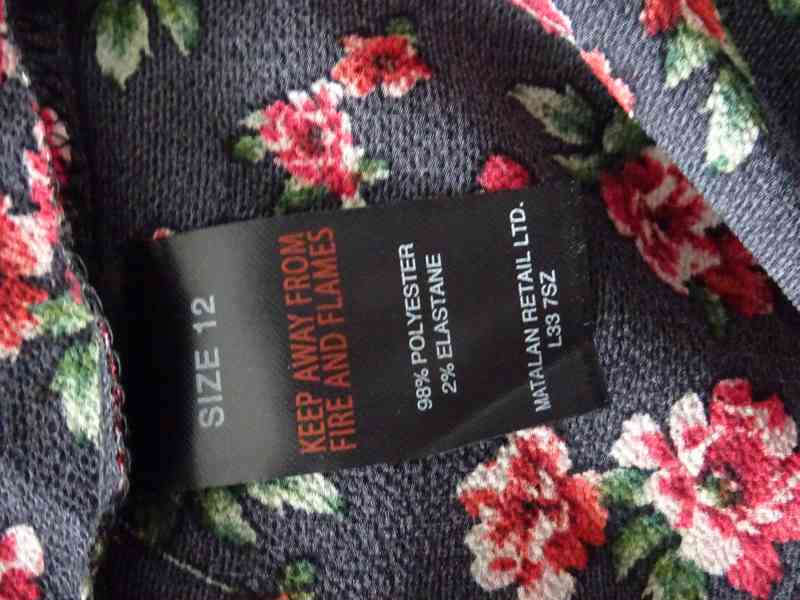 SIZE 12
KEEP AWAY FROM
FIRE AND FLAMES
98% POLYESTER
2% ELASTANE
MATALAN RETAIL LTD.
L33 7SZ